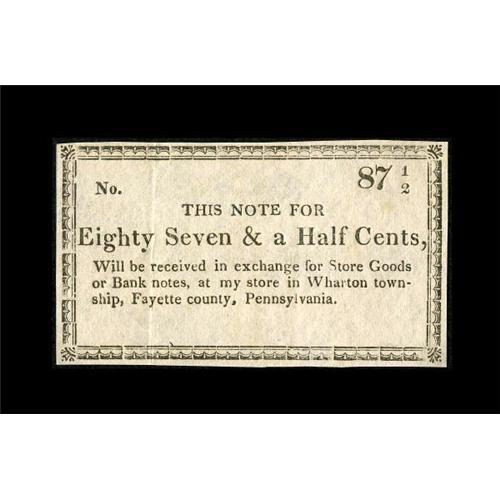 No. 87 1/2
THIS NOTE FOR
Eighty Seven & a Half Cents,
Will be received in exchange for Store Goods
or Bank notes, at my store in Wharton town-
ship, Fayette county, Pennsylvania.